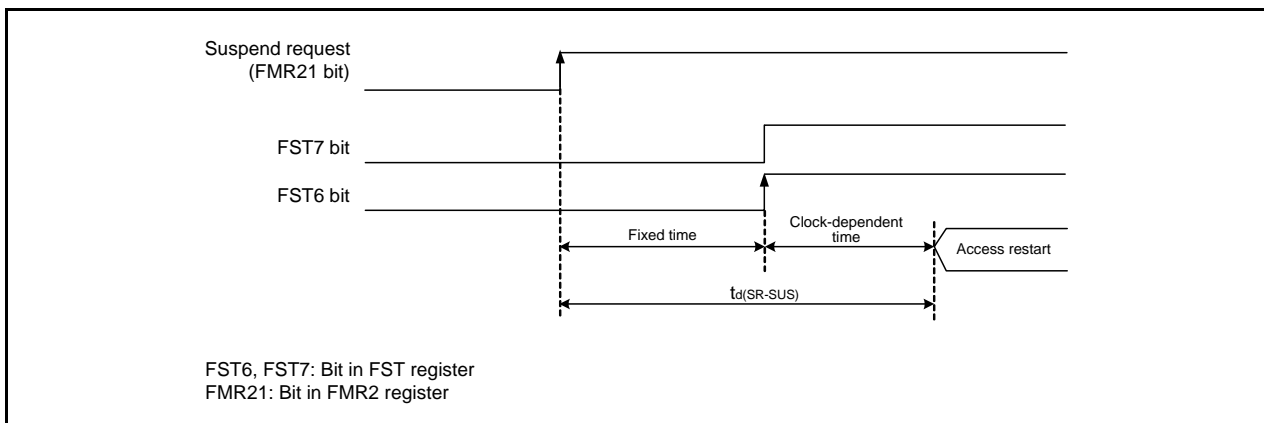 Suspend request
(FMR21 bit)
FST7 bit
FST6 bit
Fixed time
Clock-dependent
time
Access restart
td(SR-SUS)
FST6, FST7: Bit in FST register
FMR21: Bit in FMR2 register